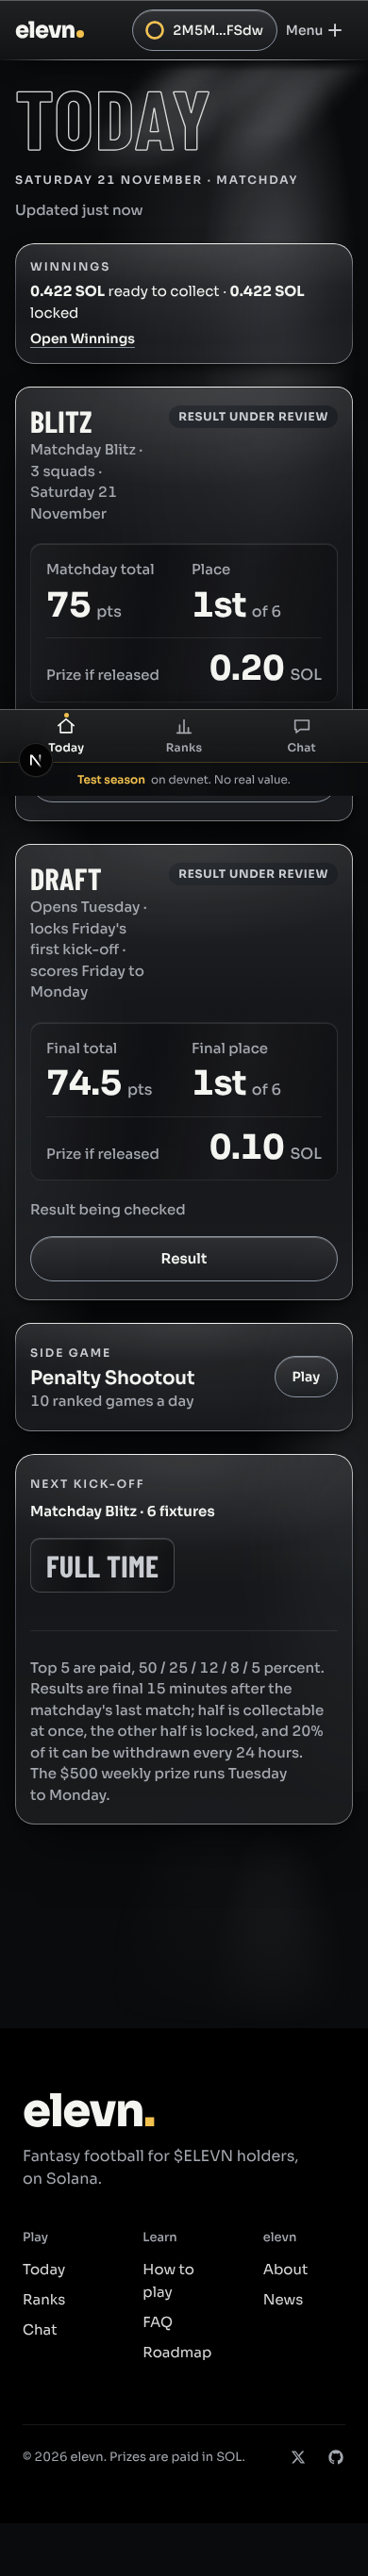 elevn.
2M5M...FSdw
Menu
TODAY
SATURDAY 21 NOVEMBER · MATCHDAY
Updated just now
WINNINGS
0.422 SOL ready to collect · 0.422 SOL
locked
Open Winnings
BLITZ
RESULT UNDER REVIEW
Matchday Blitz ·
3 squads ·
Saturday 21
November
Matchday total
Place
75 pts
1st of 6
Prize if released
0.20 SOL
Today
Ranks
Chat
N
Test season on devnet. No real value.
DRAFT
RESULT UNDER REVIEW
Opens Tuesday ·
locks Friday's
first kick-off ·
scores Friday to
Monday
Final total
Final place
74.5 pts
1st of 6
Prize if released
0.10 SOL
Result being checked
Result
SIDE GAME
Penalty Shootout
10 ranked games a day
Play
NEXT KICK-OFF
Matchday Blitz · 6 fixtures
FULL TIME
Top 5 are paid, 50 / 25 / 12 / 8 / 5 percent.
Results are final 15 minutes after the
matchday's last match; half is collectable
at once, the other half is locked, and 20%
of it can be withdrawn every 24 hours.
The $500 weekly prize runs Tuesday
to Monday.
elevn.
Fantasy football for $ELEVN holders,
on Solana.
Play
Learn
elevn
Today
How to
play
About
Ranks
News
FAQ
Chat
Roadmap
© 2026 elevn. Prizes are paid in SOL.